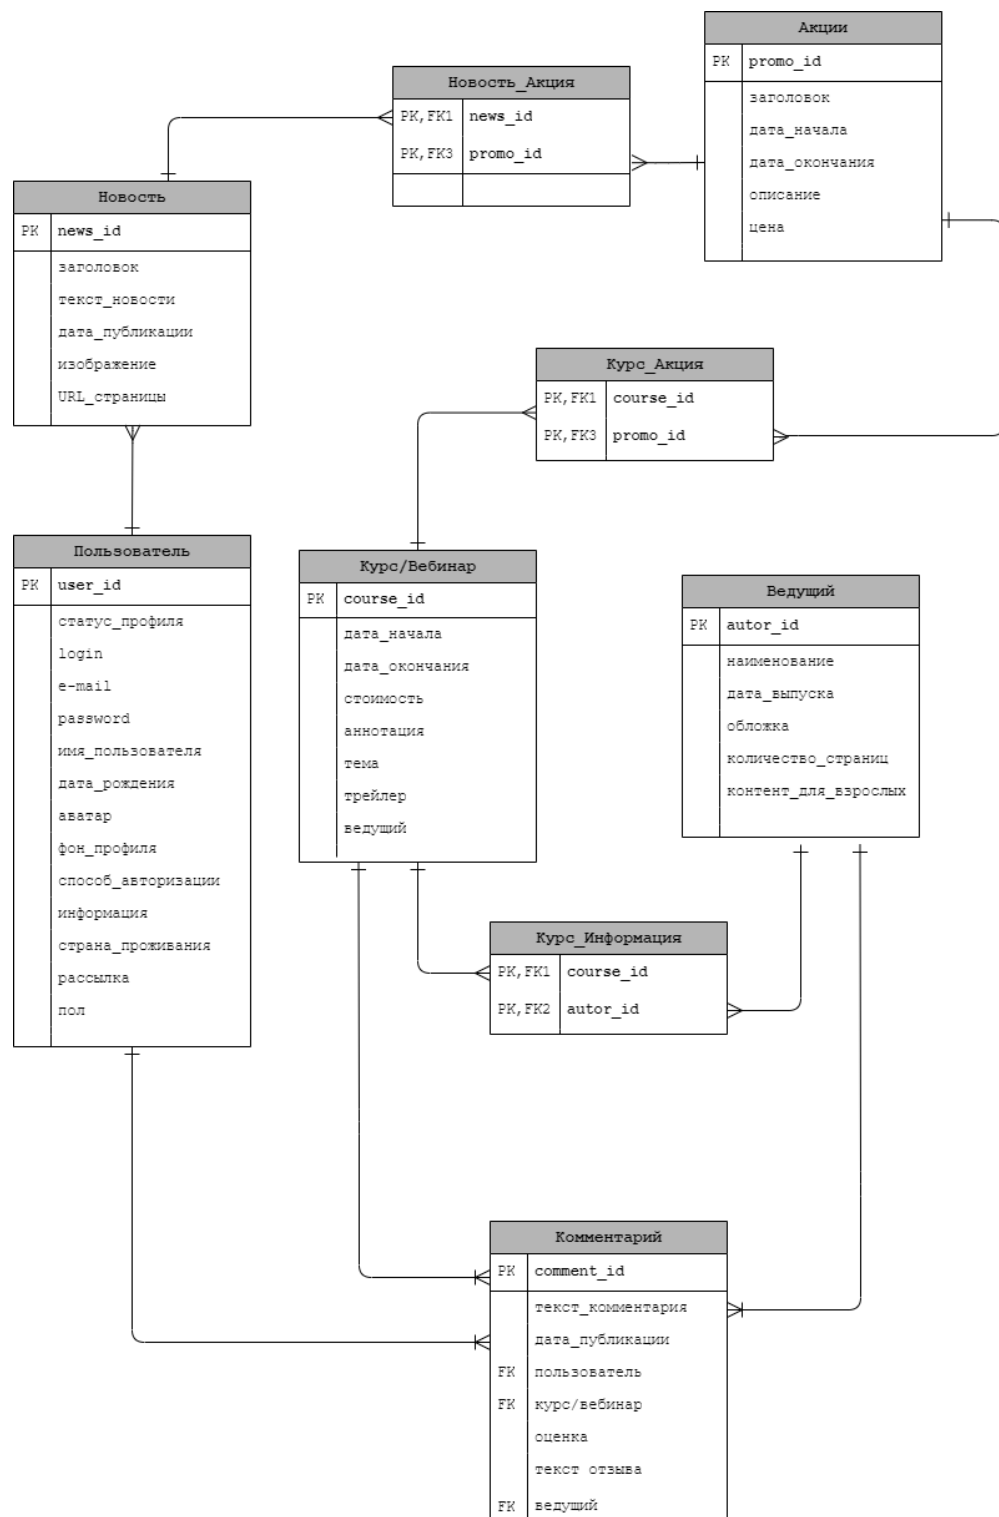 Акции
PK promo_id
заголовок
дата_начала
дата_окончания
описание
цена
Новость_Акция
PK,FK1 news_id
PK,FK3 promo_id
Новость
PK news_id
заголовок
текст_новости
дата_публикации
изображение
URL_страницы
Курс_Акция
PK,FK1 course_id
PK,FK3 promo_id
Пользователь
PK user_id
статус_профиля
login
e-mail
password
имя_пользователя
дата_рождения
аватар
фон_профиля
способ_авторизации
информация
страна_проживания
рассылка
пол
Курс/Вебинар
PK course_id
дата_начала
дата_окончания
стоимость
аннотация
тема
трейлер
ведущий
Ведущий
PK autor_id
наименование
дата_выпуска
обложка
количество_страниц
контент_для_взрослых
Курс_Информация
PK,FK1 course_id
PK,FK2 autor_id
Комментарий
PK comment_id
текст_комментария
дата_публикации
FK пользователь
FK курс/вебинар
оценка
текст отзыва
FK ведущий